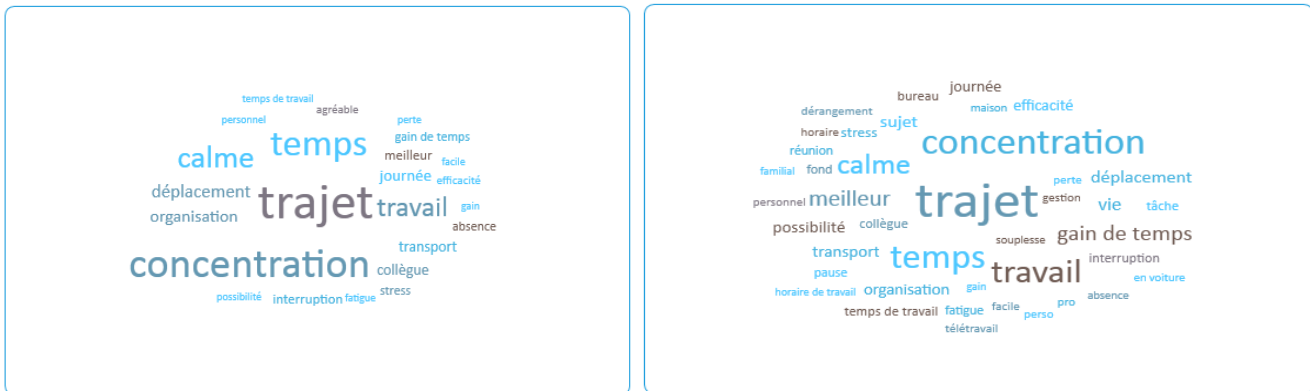 temps de travail
agréable
personnel
perte
temps
gain de temps
calme
meilleur
facile
journée
efficacité
déplacement
trajet
travail
gain
organisation
absence
transport
concentration
collègue
stress
possibilité
interruption
fatigue
journée
bureau
maison
efficacité
dérangement
sujet
horaire
stress
concentration
réunion
calme
familial
fond
perte
déplacement
personnel
meilleur
trajet
gestion
vie
tâche
possibilité
collègue
souplesse
gain de temps
transport
temps
interruption
pause
travail
en voiture
horaire de travail
organisation
gain
absence
temps de travail
fatigue
facile
pro
perso
télétravail